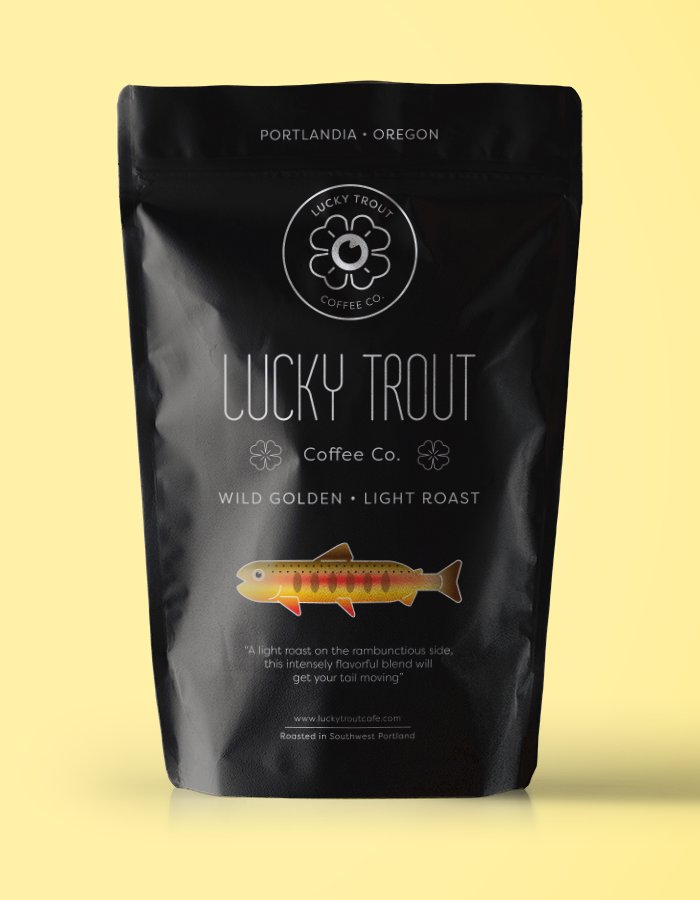 PORTLANDIA • OREGON
LUCKY TROUT
COFFEE CO.
LUCKY TROUT
Coffee Co.
WILD GOLDEN • LIGHT ROAST
“A light roast on the rambunctious side,
this intensely flavorful blend will
get your tail moving”
www.luckytroutcafe.com
Roasted in Southwest Portland